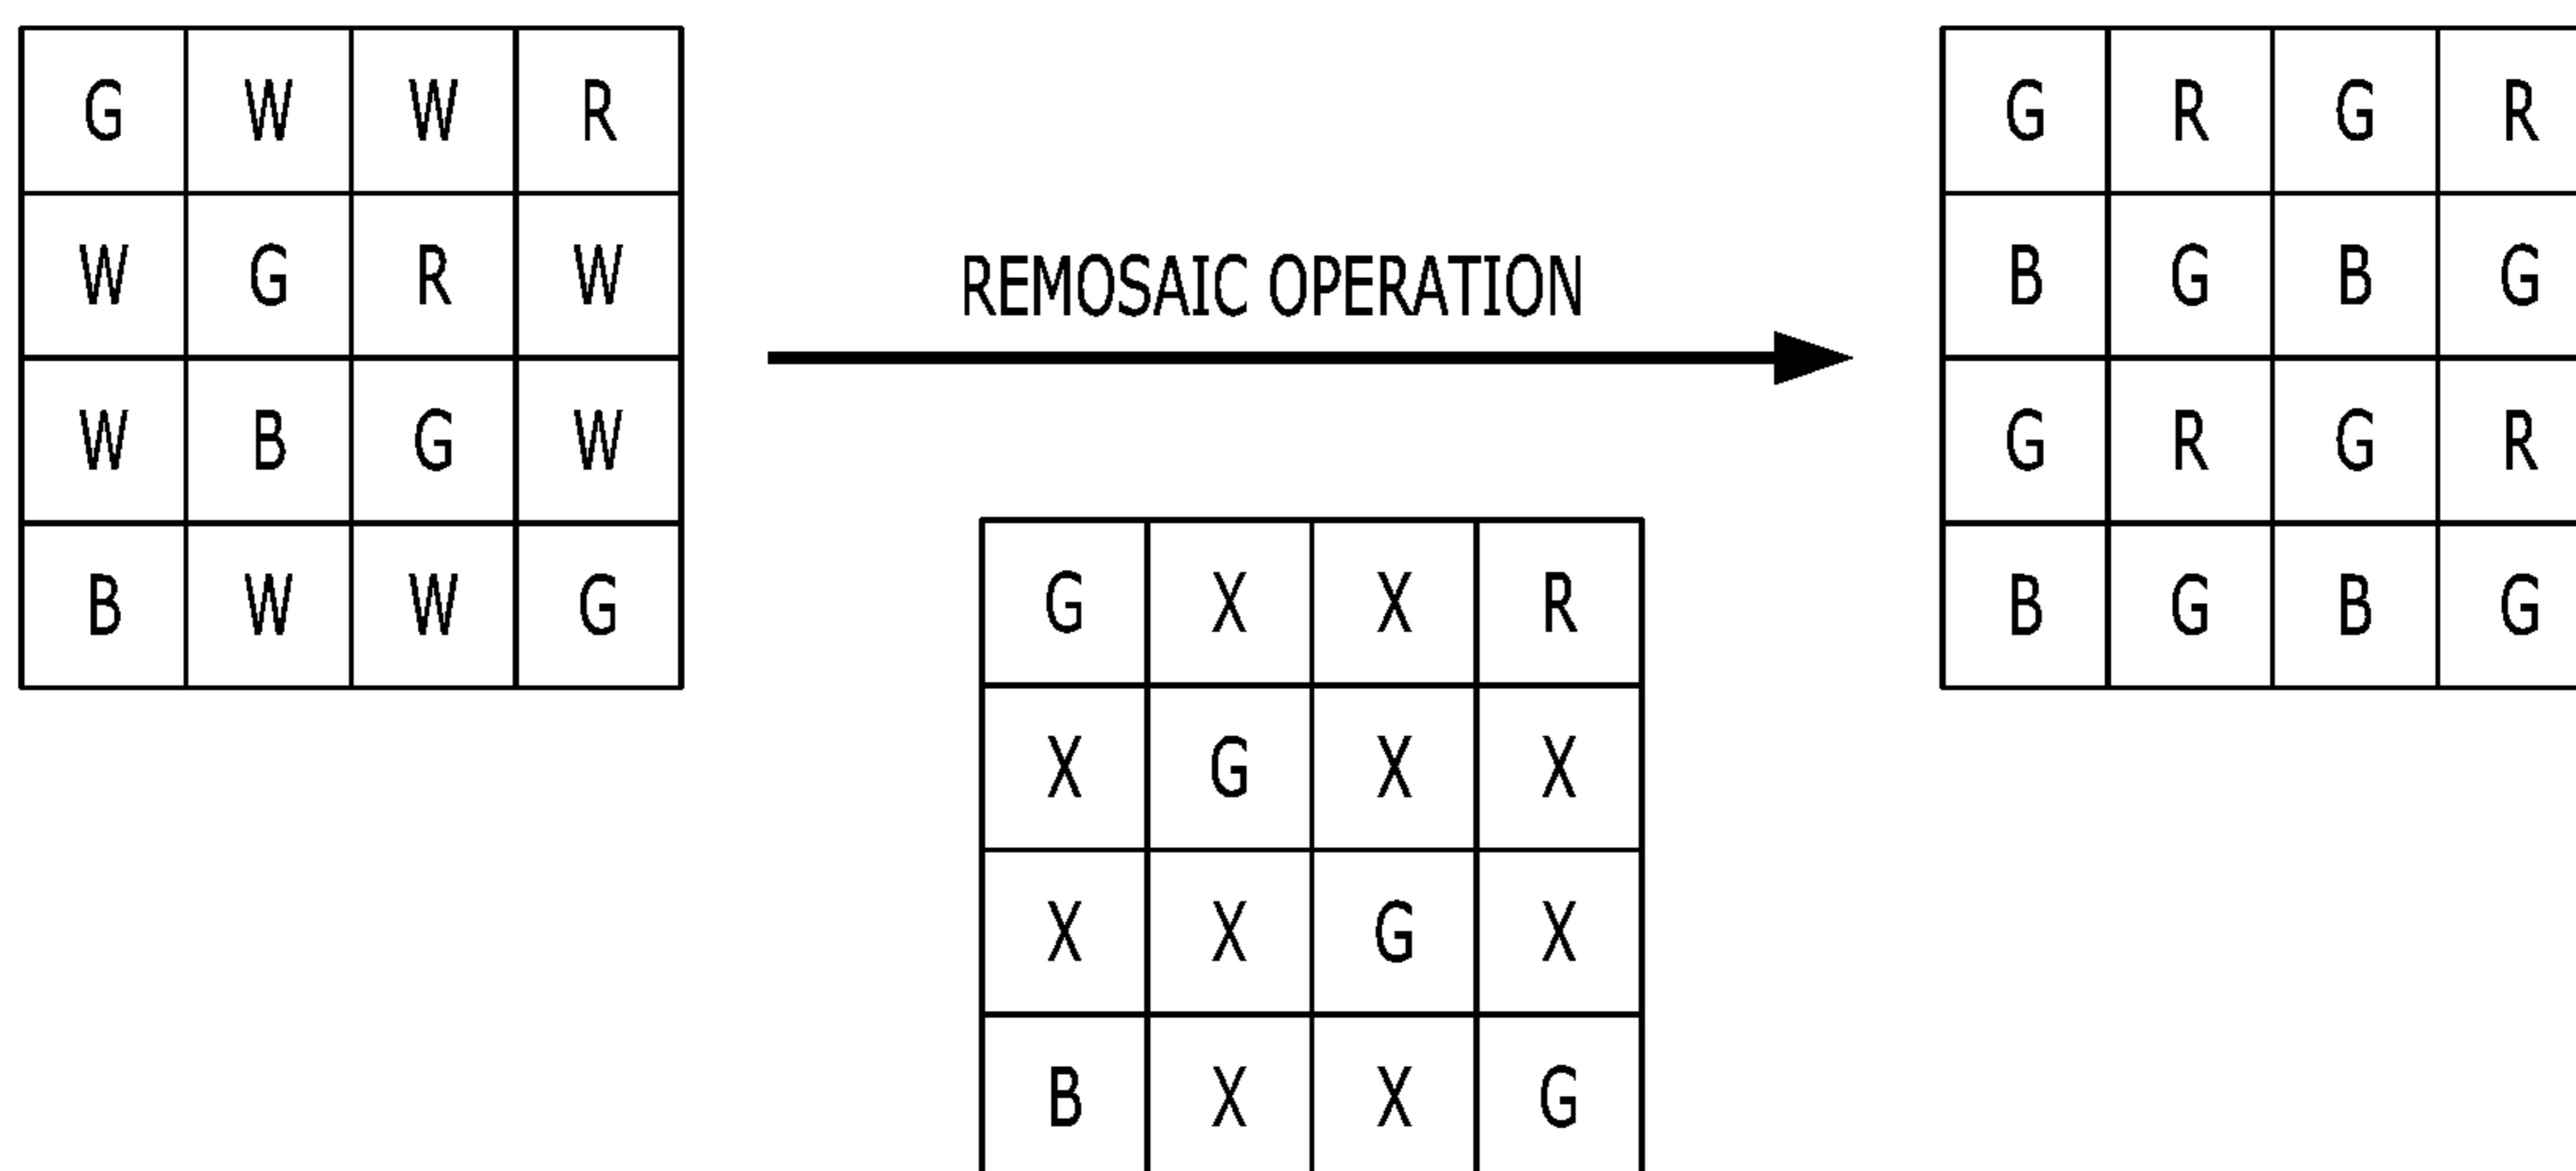 G W W R
W G R W
W B G W
B W W G
REMOSAIC OPERATION
G X X R
X G X X
X X G X
B X X G
G R G R
B G B G
G R G R
B G B G